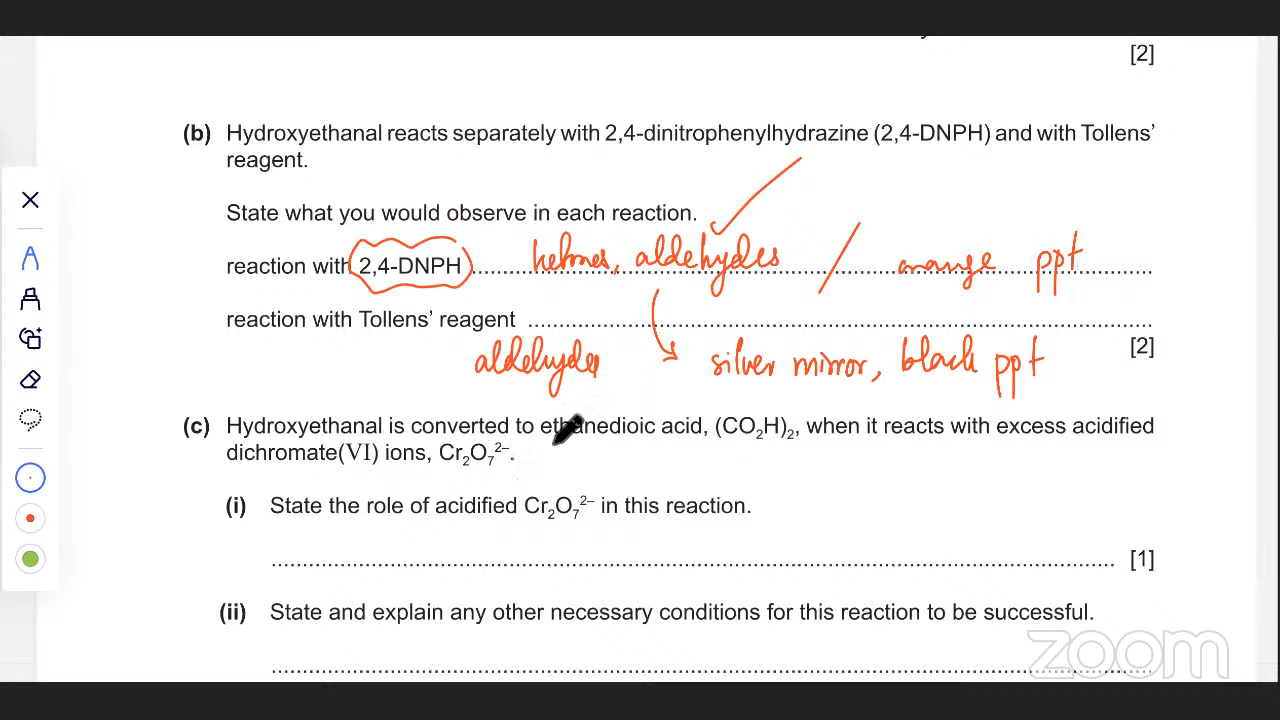 [2]
(b) Hydroxyethanal reacts separately with 2,4-dinitrophenylhydrazine (2,4-DNPH) and with Tollens’
reagent.
State what you would observe in each reaction.
reaction with 2,4-DNPH ketones, aldehydes / orange ppt
reaction with Tollens’ reagent
[2]
aldehydes silver mirror, black ppt
(c) Hydroxyethanal is converted to ethanedioic acid, (CO₂H)₂, when it reacts with excess acidified
dichromate(VI) ions, Cr₂O₇²⁻.
(i) State the role of acidified Cr₂O₇²⁻ in this reaction.
[1]
(ii) State and explain any other necessary conditions for this reaction to be successful.
zoom